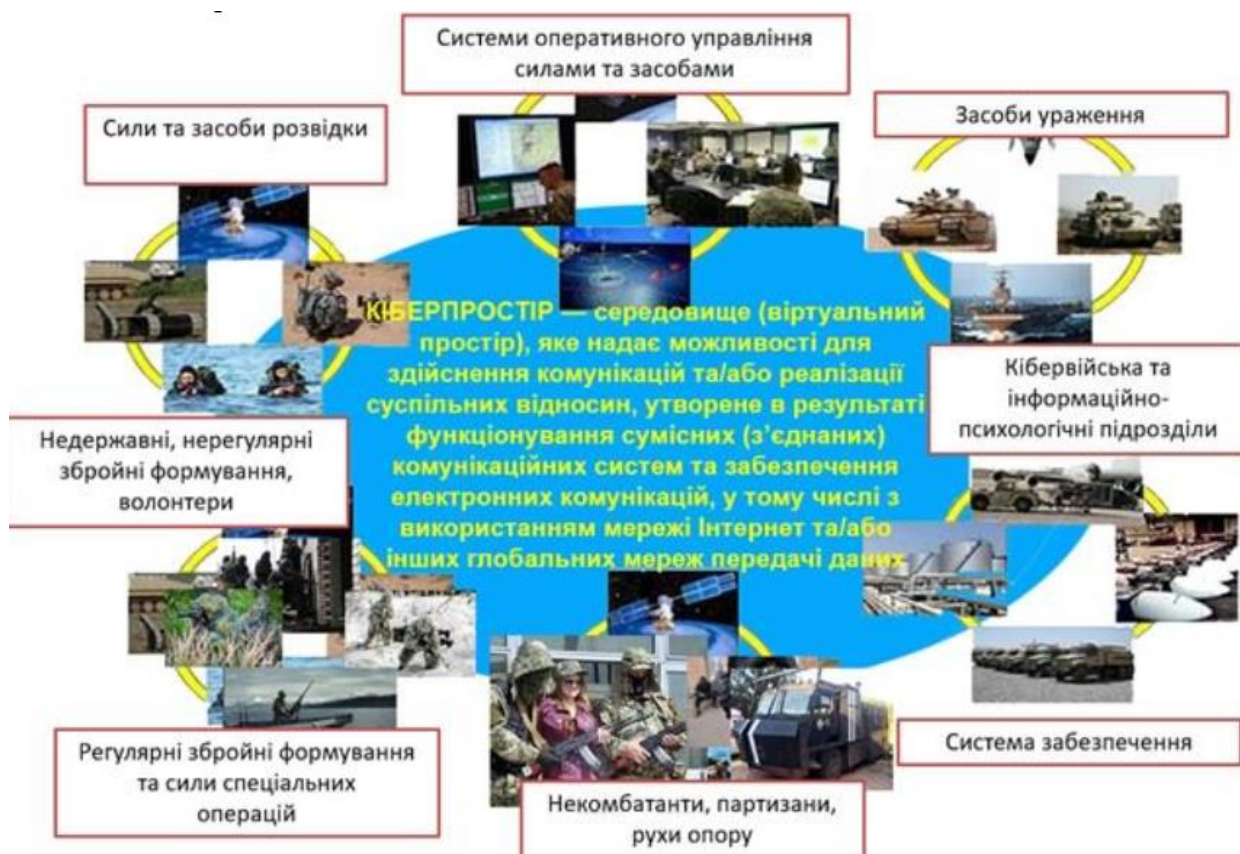 Системи оперативного управління
силами та засобами
Сили та засоби розвідки
Засоби ураження
КІБЕРПРОСТІР — середовище (віртуальний
простір), яке надає можливості для
здійснення комунікацій та/або реалізації
суспільних відносин, утворене в результаті
функціонування сумісних (з’єднаних)
комунікаційних систем та забезпечення
електронних комунікацій, у тому числі з
використанням мережі Інтернет та/або
інших глобальних мереж передачі даних
Кібервійська та
інформаційно-
психологічні підрозділи
Недержавні, нерегулярні
збройні формування,
волонтери
Регулярні збройні формування
та сили спеціальних
операцій
Некомбатанти, партизани,
рухи опору
Система забезпечення